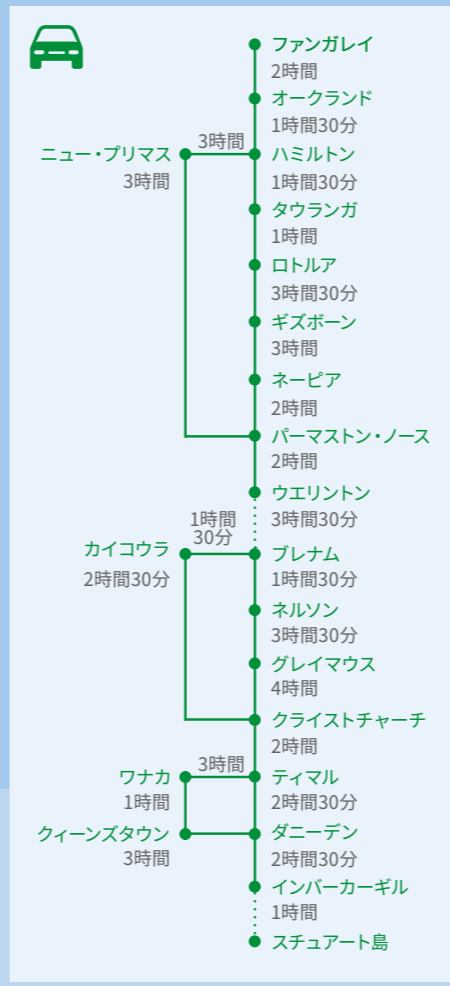 ファンガレイ
2時間
オークランド
1時間30分
3時間
ニュー・プリマス
ハミルトン
3時間
1時間30分
タウランガ
1時間
ロトルア
3時間30分
ギズボーン
3時間
ネーピア
2時間
パーマストン・ノース
2時間
ウエリントン
1時間
30分
3時間30分
カイコウラ
ブレナム
2時間30分
1時間30分
ネルソン
3時間30分
グレイマウス
4時間
クライストチャーチ
2時間
3時間
ワナカ
ティマル
1時間
2時間30分
クィーンズタウン
ダニーデン
3時間
2時間30分
インバーカーギル
1時間
スチュアート島